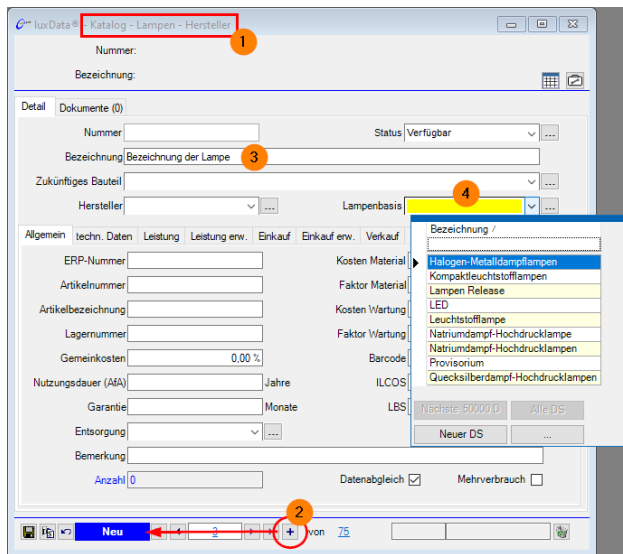 luxData® - Katalog - Lampen - Hersteller
1
Nummer:
Bezeichnung:
Detail Dokumente (0)
Nummer Status Verfügbar ...
Bezeichnung Bezeichnung der Lampe 3
Zukünftiges Bauteil ...
4
Hersteller ... Lampenbasis ...
Allgemein techn. Daten Leistung Leistung erw. Einkauf Einkauf erw. Verkauf
Bezeichnung /
ERP-Nummer Kosten Material
Halogen-Metalldampflampen
Artikelnummer Faktor Material
Kompaktleuchtstofflampen
Lampen Release
Artikelbezeichnung Kosten Wartung
LED
Leuchtstofflampe
Lagernummer Faktor Wartung
Natriumdampf-Hochdrucklampe
Natriumdampf-Hochdrucklampen
Gemeinkosten 0,00 % Barcode
Provisorium
Quecksilberdampf-Hochdrucklampen
Nutzungsdauer (AfA) Jahre ILCOS
Garantie Monate LBS
Nächste 50000 D Alle DS
Entsorgung ...
Neuer DS ...
Bemerkung
Anzahl 0 Datenabgleich Mehrverbrauch
2
Neu 3 + von 75